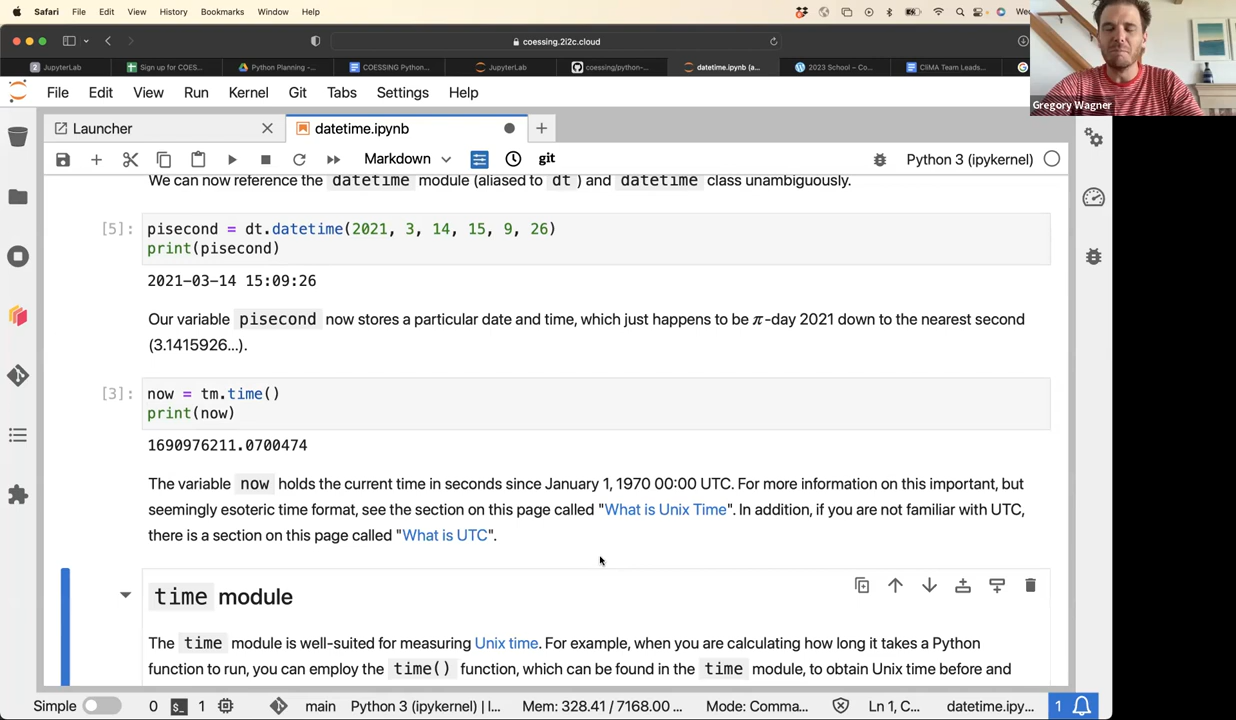 Safari File Edit View History Bookmarks Window Help
coessing.2i2c.cloud
JupyterLab Sign up for COES... Python Planning -... COESSING Python... JupyterLab coessing/python-... datetime.ipynb (a... 2023 School – Co... CliMA Team Leads...
Gregory Wagner
File Edit View Run Kernel Git Tabs Settings Help
Launcher datetime.ipynb
Markdown git Python 3 (ipykernel)
We can now reference the datetime module (aliased to dt ) and datetime class unambiguously.
[5]: pisecond = dt.datetime(2021, 3, 14, 15, 9, 26)
print(pisecond)
2021-03-14 15:09:26
Our variable pisecond now stores a particular date and time, which just happens to be π-day 2021 down to the nearest second
(3.1415926...).
[3]: now = tm.time()
print(now)
1690976211.0700474
The variable now holds the current time in seconds since January 1, 1970 00:00 UTC. For more information on this important, but
seemingly esoteric time format, see the section on this page called "What is Unix Time". In addition, if you are not familiar with UTC,
there is a section on this page called "What is UTC".
time module
The time module is well-suited for measuring Unix time. For example, when you are calculating how long it takes a Python
function to run, you can employ the time() function, which can be found in the time module, to obtain Unix time before and
Simple 0 1 main Python 3 (ipykernel) | I... Mem: 328.41 / 7168.00 ... Mode: Comma... Ln 1, C... datetime.ipy... 1